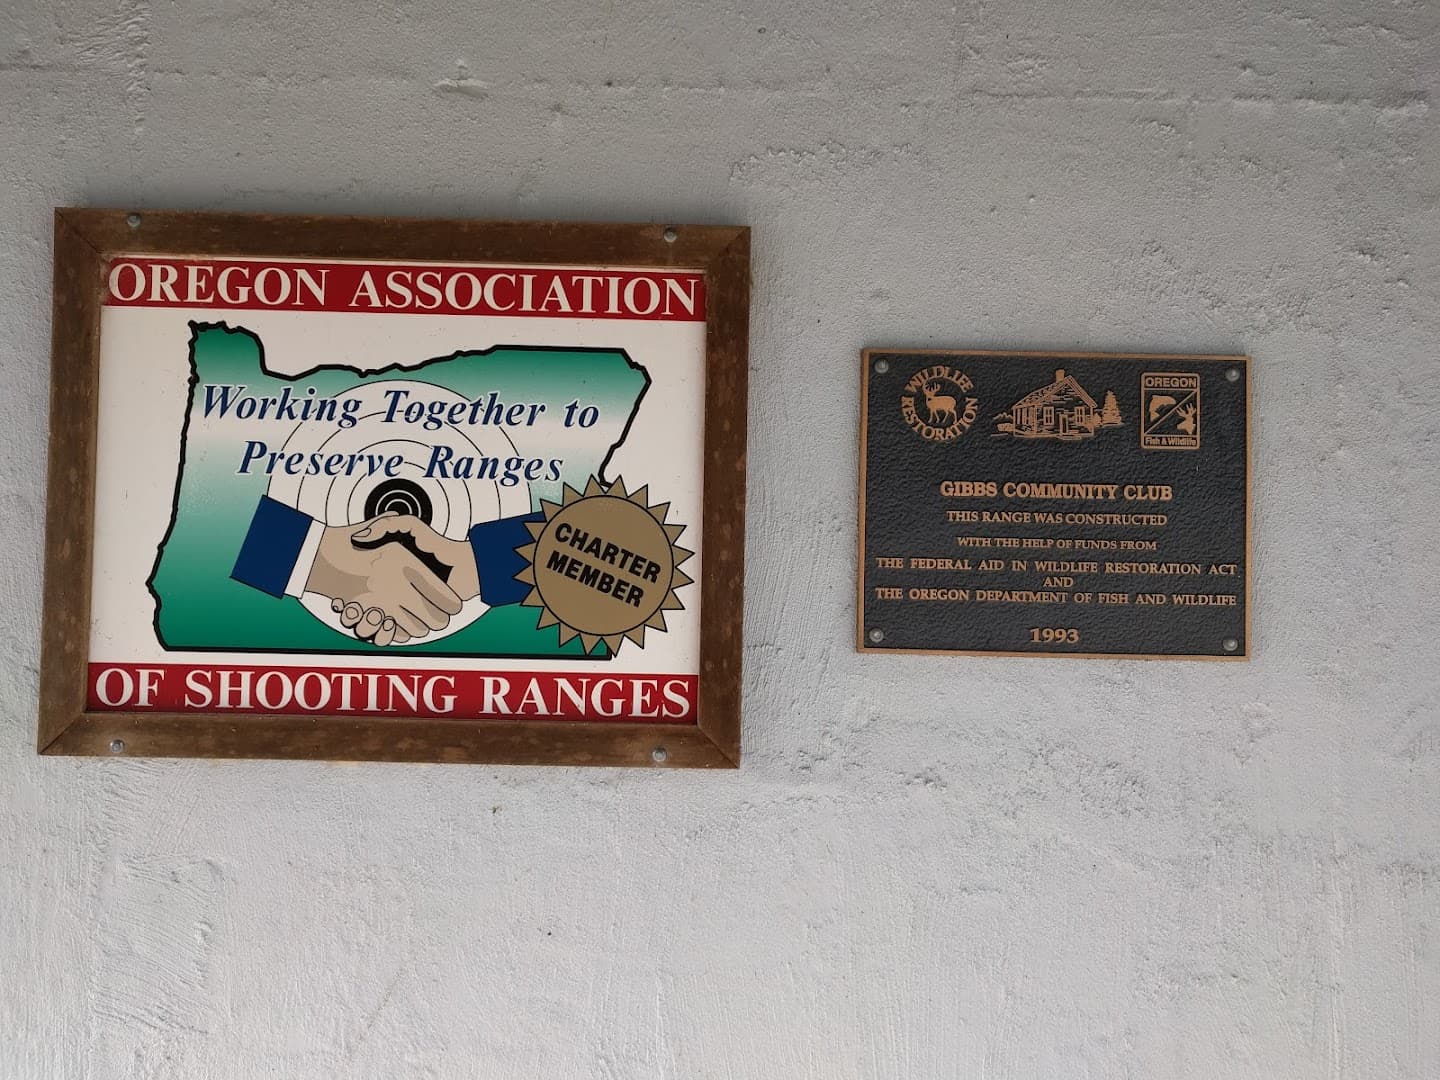 OREGON ASSOCIATION
Working Together to
Preserve Ranges
CHARTER
MEMBER
OF SHOOTING RANGES
WILDLIFE
RESTORATION
OREGON
Fish & Wildlife
GIBBS COMMUNITY CLUB
THIS RANGE WAS CONSTRUCTED
WITH THE HELP OF FUNDS FROM
THE FEDERAL AID IN WILDLIFE RESTORATION ACT
AND
THE OREGON DEPARTMENT OF FISH AND WILDLIFE
1993